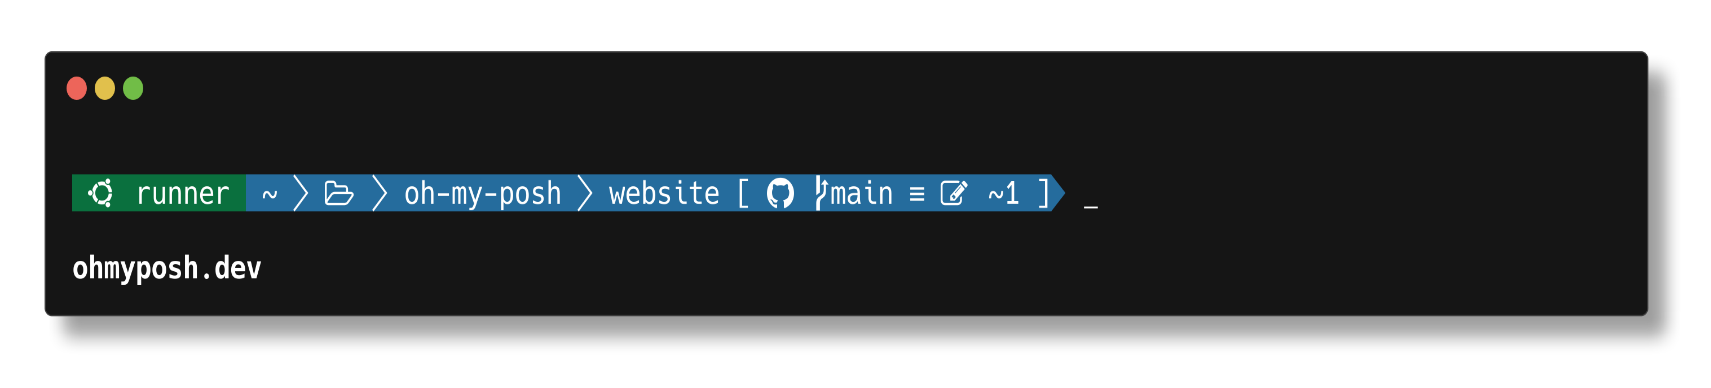 runner ~ oh-my-posh website [ main ≡ ~1 ] _
ohmyposh.dev